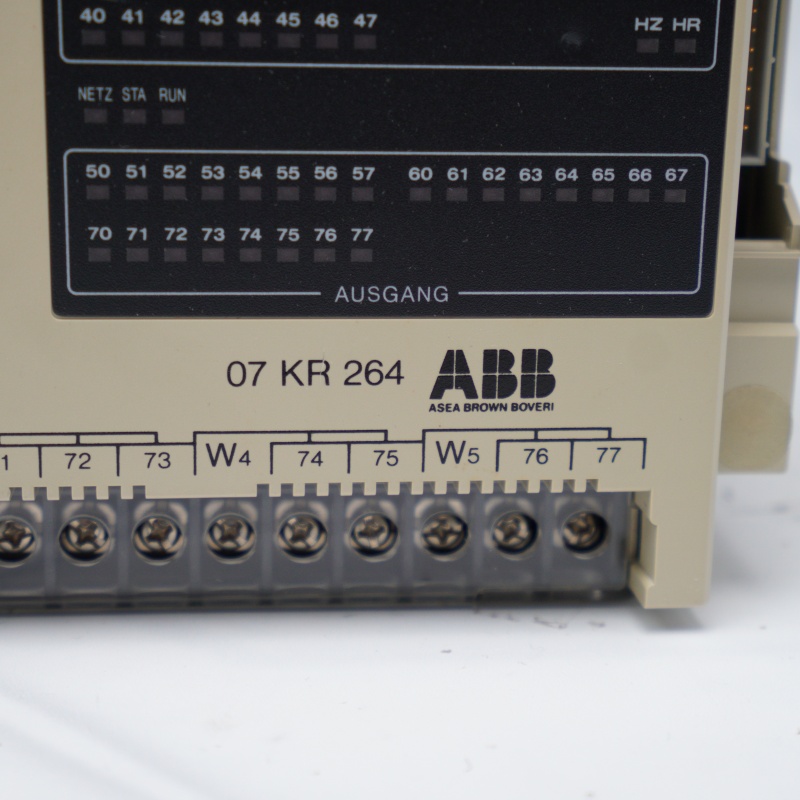 40 41 42 43 44 45 46 47 HZ HR
NETZ STA RUN
50 51 52 53 54 55 56 57 60 61 62 63 64 65 66 67
70 71 72 73 74 75 76 77
AUSGANG
07 KR 264 ABB
ASEA BROWN BOVERI
72 73 W4 74 75 W5 76 77